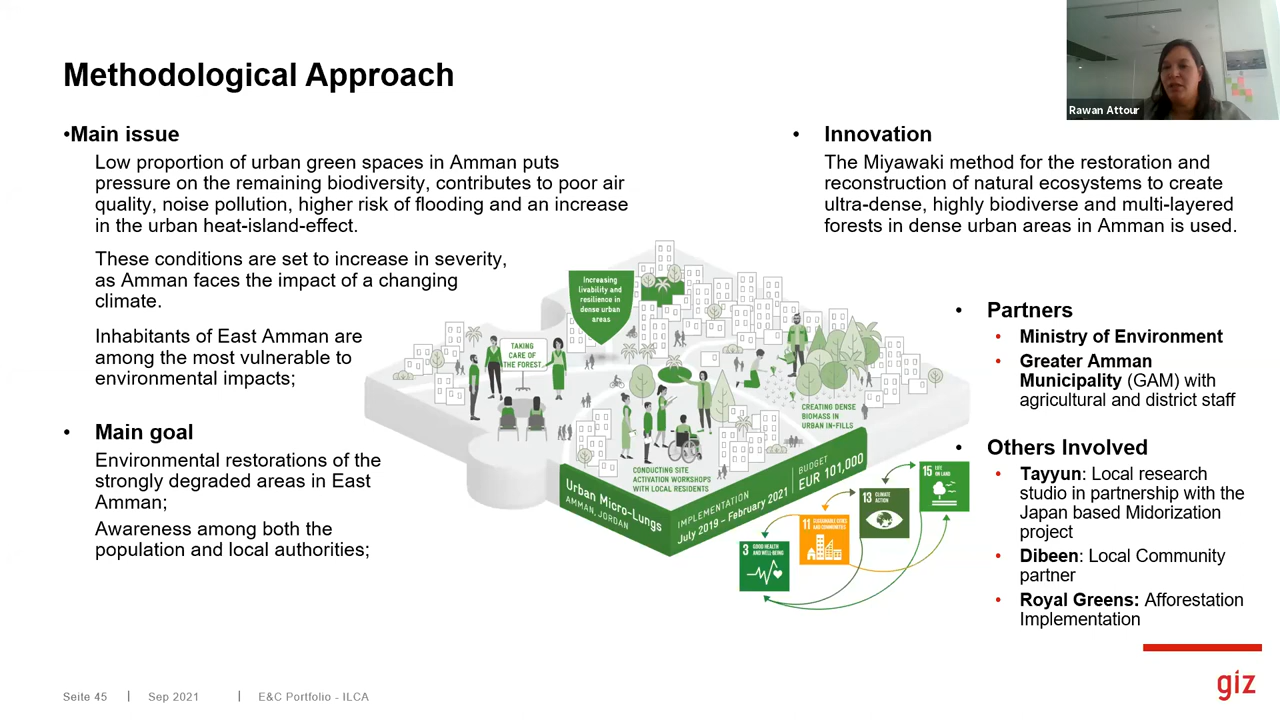 Methodological Approach
Rawan Attour
•Main issue
Low proportion of urban green spaces in Amman puts
pressure on the remaining biodiversity, contributes to poor air
quality, noise pollution, higher risk of flooding and an increase
in the urban heat-island-effect.
These conditions are set to increase in severity,
as Amman faces the impact of a changing
climate.
Inhabitants of East Amman are
among the most vulnerable to
environmental impacts;
• Main goal
Environmental restorations of the
strongly degraded areas in East
Amman;
Awareness among both the
population and local authorities;
Increasing
livability and
resilience in
dense urban
areas
TAKING
CARE OF
THE FOREST
CREATING DENSE
BIOMASS IN
URBAN IN-FILLS
CONDUCTING SITE
ACTIVATION WORKSHOPS
WITH LOCAL RESIDENTS
Urban Micro-Lungs
AMMAN, JORDAN
IMPLEMENTATION
July 2019 – February 2021
BUDGET
EUR 101,000
3 GOOD HEALTH
AND WELL-BEING
11 SUSTAINABLE CITIES
AND COMMUNITIES
13 CLIMATE
ACTION
15 LIFE
ON LAND
• Innovation
The Miyawaki method for the restoration and
reconstruction of natural ecosystems to create
ultra-dense, highly biodiverse and multi-layered
forests in dense urban areas in Amman is used.
• Partners
• Ministry of Environment
• Greater Amman
Municipality (GAM) with
agricultural and district staff
• Others Involved
• Tayyun: Local research
studio in partnership with the
Japan based Midorization
project
• Dibeen: Local Community
partner
• Royal Greens: Afforestation
Implementation
Seite 45 | Sep 2021 | E&C Portfolio - ILCA
giz